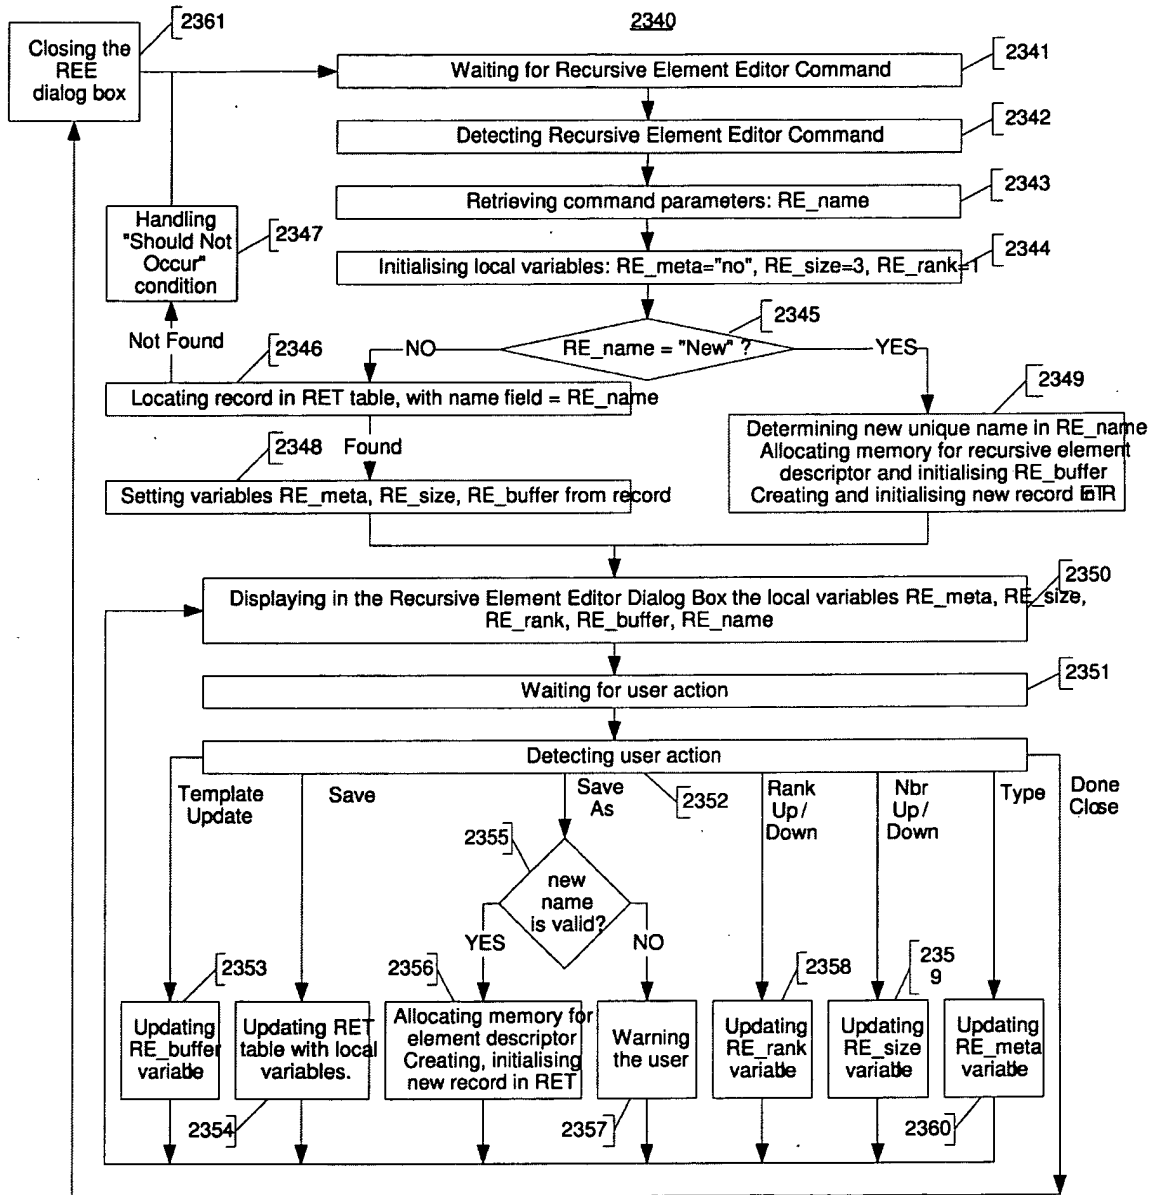 2340
2361
Closing the
REE
dialog box
2341
Waiting for Recursive Element Editor Command
2342
Detecting Recursive Element Editor Command
2343
Retrieving command parameters: RE_name
2344
Initialising local variables: RE_meta="no", RE_size=3, RE_rank=1
2347
Handling
"Should Not
Occur"
condition
2345
RE_name = "New" ?
NO
YES
Not Found
2346
Locating record in RET table, with name field = RE_name
2349
Determining new unique name in RE_name
Allocating memory for recursive element
descriptor and initialising RE_buffer
Creating and initialising new record
2348
Found
Setting variables RE_meta, RE_size, RE_buffer from record
2350
Displaying in the Recursive Element Editor Dialog Box the local variables RE_meta, RE_size,
RE_rank, RE_buffer, RE_name
2351
Waiting for user action
Detecting user action
2352
Template
Update
Save
Save
As
Rank
Up /
Down
Nbr
Up /
Down
Type
Done
Close
2355
new
name
is valid?
YES
NO
2353
Updating
RE_buffer
variable
2354
Updating RET
table with local
variables.
2356
Allocating memory for
element descriptor
Creating, initialising
new record in RET
2357
Warning
the user
2358
Updating
RE_rank
variable
235
9
Updating
RE_size
variable
2360
Updating
RE_meta
variable